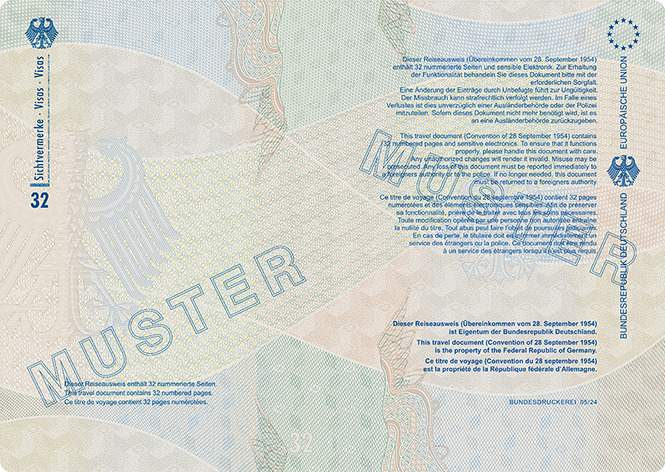 Sichtvermerke · Visas · Visas
32
MUSTER
Dieser Reiseausweis enthält 32 nummerierte Seiten.
This travel document contains 32 numbered pages.
Ce titre de voyage contient 32 pages numérotées.
32
Dieser Reiseausweis (Übereinkommen vom 28. September 1954)
enthält 32 nummerierte Seiten und sensible Elektronik. Zur Erhaltung
der Funktionalität behandeln Sie dieses Dokument bitte mit der
erforderlichen Sorgfalt.
Eine Änderung der Einträge durch Unbefugte führt zur Ungültigkeit.
Der Missbrauch kann strafrechtlich verfolgt werden. Im Falle eines
Verlustes ist dies unverzüglich einer Ausländerbehörde oder der Polizei
mitzuteilen. Sofern dieses Dokument nicht mehr benötigt wird, ist es
an eine Ausländerbehörde zurückzugeben.
This travel document (Convention of 28 September 1954) contains
32 numbered pages and sensitive electronics. To ensure that it functions
properly, please handle this document with care.
Any unauthorized changes will render it invalid. Misuse may be
prosecuted. Any loss of this document must be reported immediately to
a foreigners authority or to the police. If no longer needed, this document
must be returned to a foreigners authority.
Ce titre de voyage (Convention du 28 septembre 1954) contient 32 pages
numérotées et des éléments électroniques sensibles. Afin de préserver
sa fonctionnalité, prière de le traiter avec tous les soins nécessaires.
Toute modification opérée par une personne non autorisée entraîne
la nullité du titre. Tout abus peut faire l'objet de poursuites judiciaires.
En cas de perte, le titulaire doit en informer immédiatement un
service des étrangers ou la police. Ce document doit être rendu
à un service des étrangers lorsqu'il n'est plus requis.
MUSTER
Dieser Reiseausweis (Übereinkommen vom 28. September 1954)
ist Eigentum der Bundesrepublik Deutschland.
This travel document (Convention of 28 September 1954)
is the property of the Federal Republic of Germany.
Ce titre de voyage (Convention du 28 septembre 1954)
est la propriété de la République fédérale d'Allemagne.
BUNDESDRUCKEREI 05/24
BUNDESREPUBLIK DEUTSCHLAND
EUROPÄISCHE UNION